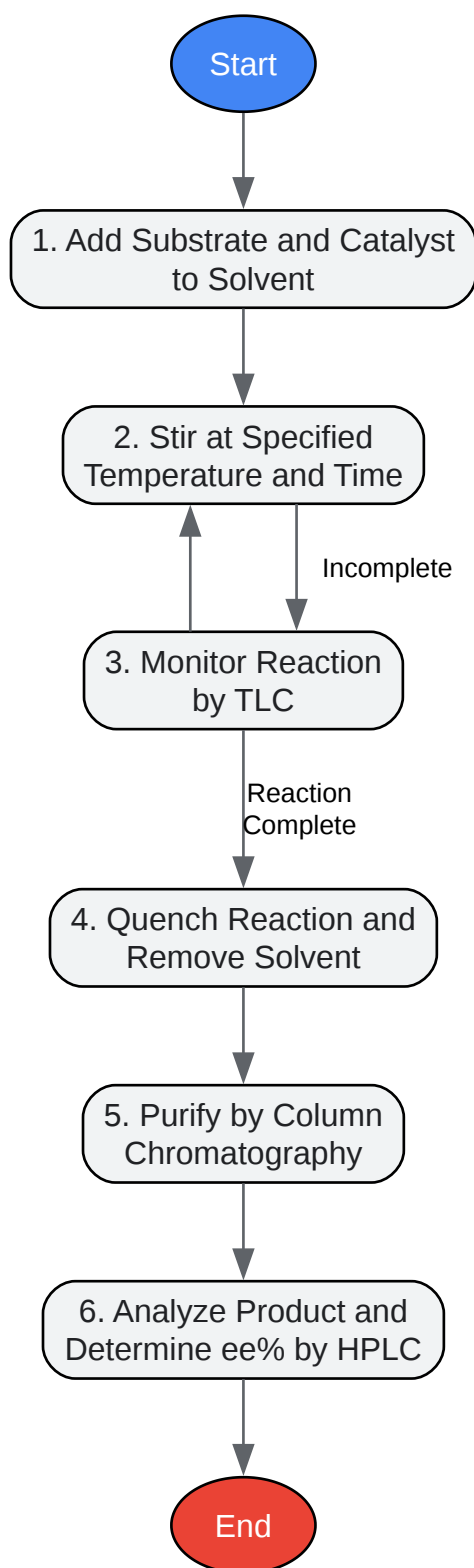 Start
1. Add Substrate and Catalyst
to Solvent
2. Stir at Specified
Temperature and Time
Incomplete
3. Monitor Reaction
by TLC
Reaction
Complete
4. Quench Reaction and
Remove Solvent
5. Purify by Column
Chromatography
6. Analyze Product and
Determine ee% by HPLC
End